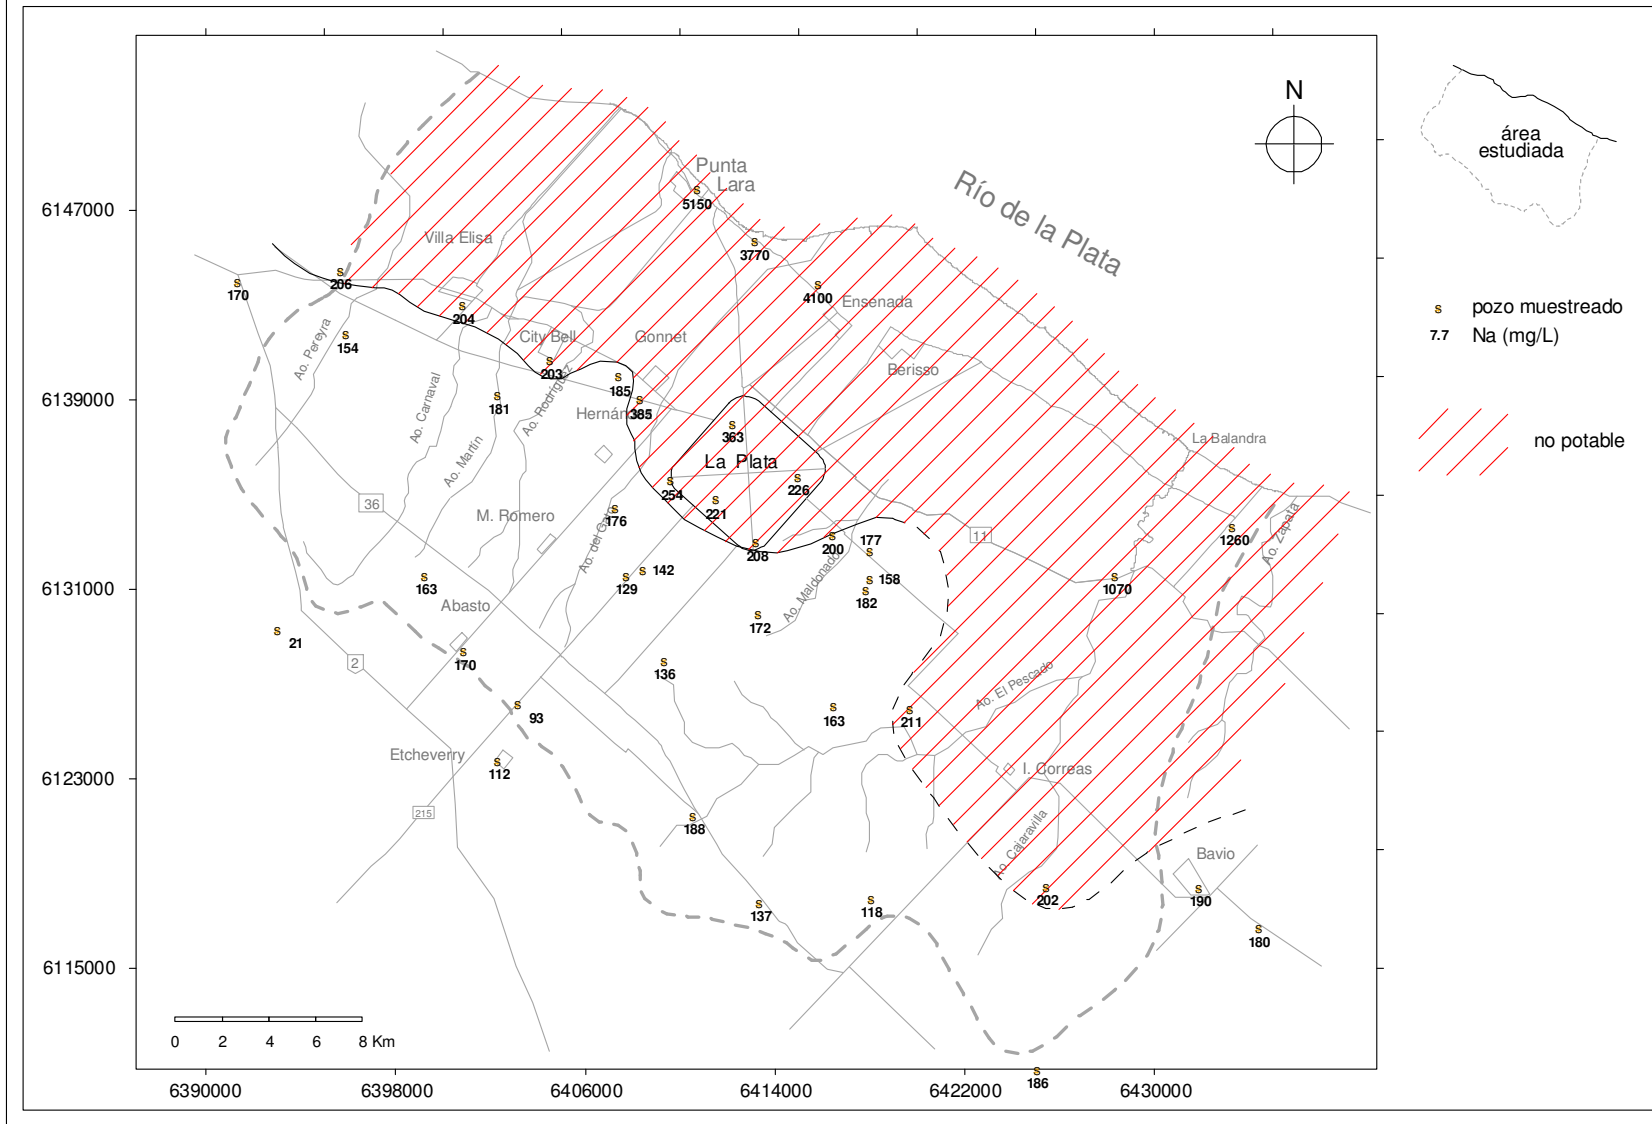 N
Punta
Lara
Río de la Plata
área
estudiada
6147000
Villa Elisa
5150
3770
4100
Ensenada
170
206
204
154
Ao. Pereyra
City Bell
Gonnet
203
Berisso
pozo muestreado
7.7 Na (mg/L)
6139000
Ao. Carnaval
181
Ao. Rodríguez
185
385
363
La Balandra
no potable
Ao. Martín
La Plata
254
221
226
36
M. Romero
176
Ao. del Gato
208
200
177
11
1260
Ao. Zapata
6131000
163
Abasto
129
142
158
182
1070
Ao. Maldonado
172
21
2
170
136
Ao. El Pescado
93
163
211
Etcheverry
112
I. Correas
6123000
215
188
Ao. Cajaravilla
Bavio
137
118
202
190
180
6115000
0 2 4 6 8 Km
186
6390000 6398000 6406000 6414000 6422000 6430000